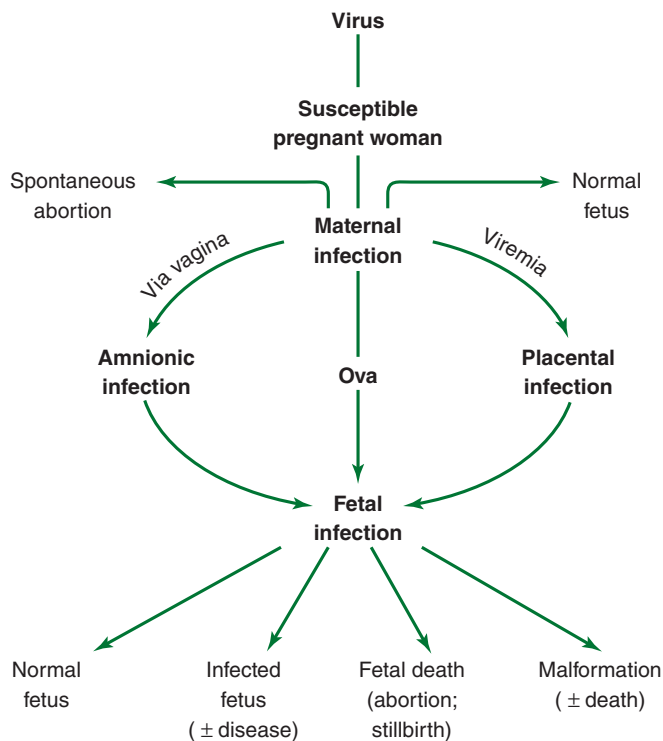 Virus
Susceptible
pregnant woman
Spontaneous
abortion
Normal
fetus
Maternal
infection
Via vagina
Viremia
Amnionic
infection
Ova
Placental
infection
Fetal
infection
Normal
fetus
Infected
fetus
( ± disease)
Fetal death
(abortion;
stillbirth)
Malformation
( ± death)